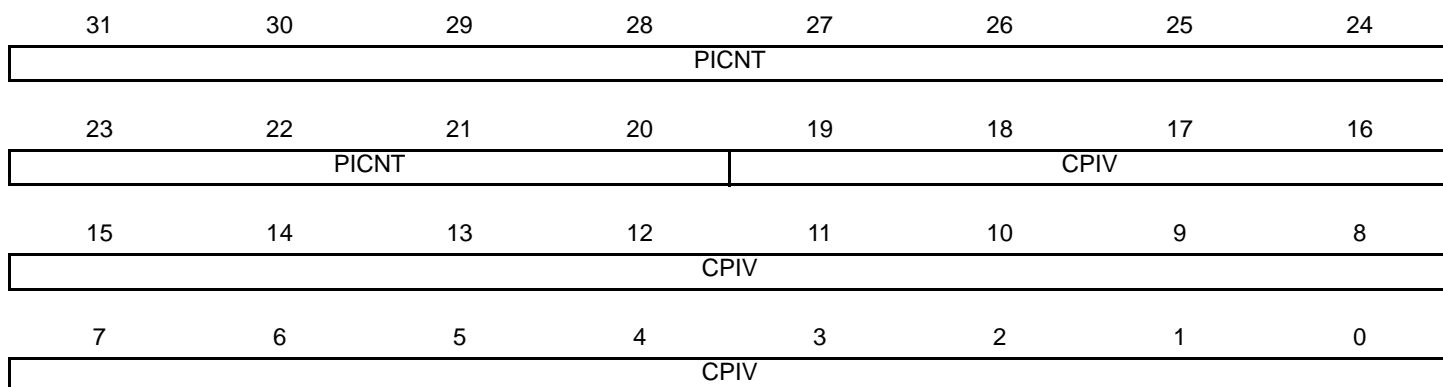 31 30 29 28 27 26 25 24
PICNT
23 22 21 20 19 18 17 16
PICNT CPIV
15 14 13 12 11 10 9 8
CPIV
7 6 5 4 3 2 1 0
CPIV